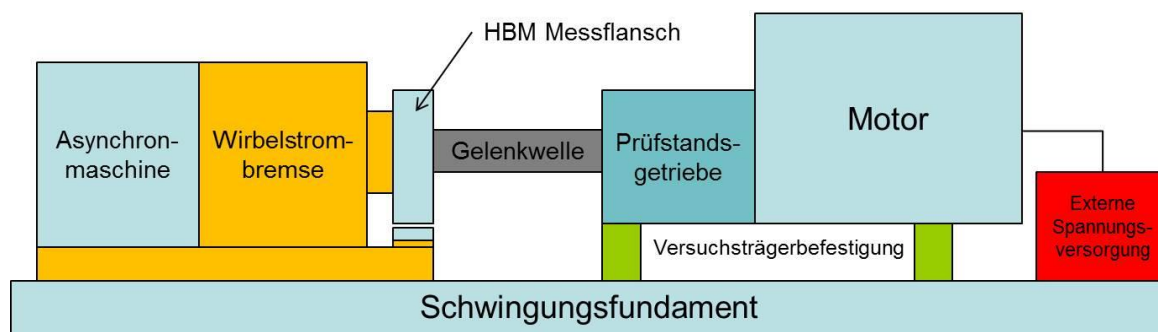 HBM Messflansch
Asynchron-
maschine
Wirbelstrom-
bremse
Gelenkwelle
Prüfstands-
getriebe
Motor
Externe
Spannungs-
versorgung
Versuchsträgerbefestigung
Schwingungsfundament